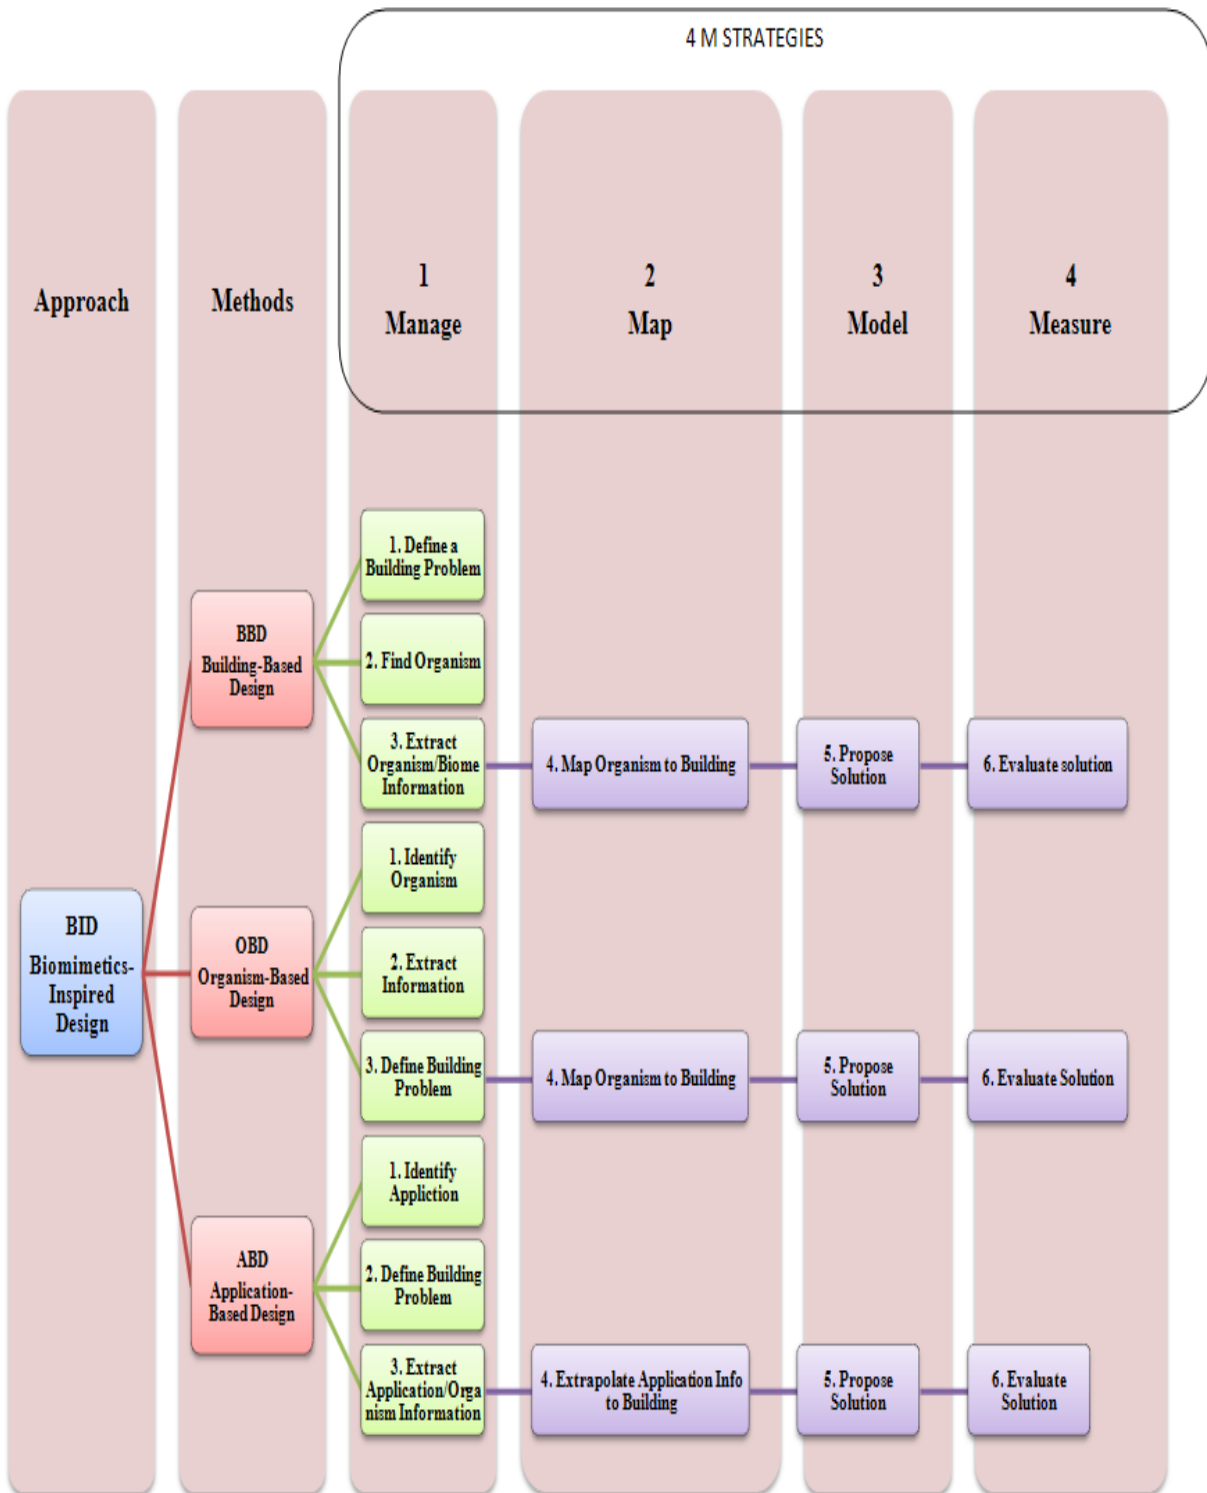 4 M STRATEGIES
Approach
Methods
1
Manage
2
Map
3
Model
4
Measure
BID
Biomimetics-
Inspired
Design
BBD
Building-Based
Design
1. Define a
Building Problem
2. Find Organism
3. Extract
Organism/Biome
Information
4. Map Organism to Building
5. Propose
Solution
6. Evaluate solution
OBD
Organism-Based
Design
1. Identify
Organism
2. Extract
Information
3. Define Building
Problem
4. Map Organism to Building
5. Propose
Solution
6. Evaluate Solution
ABD
Application-
Based Design
1. Identify
Appliction
2. Define Building
Problem
3. Extract
Application/Orga
nism Information
4. Extrapolate Application Info
to Building
5. Propose
Solution
6. Evaluate
Solution